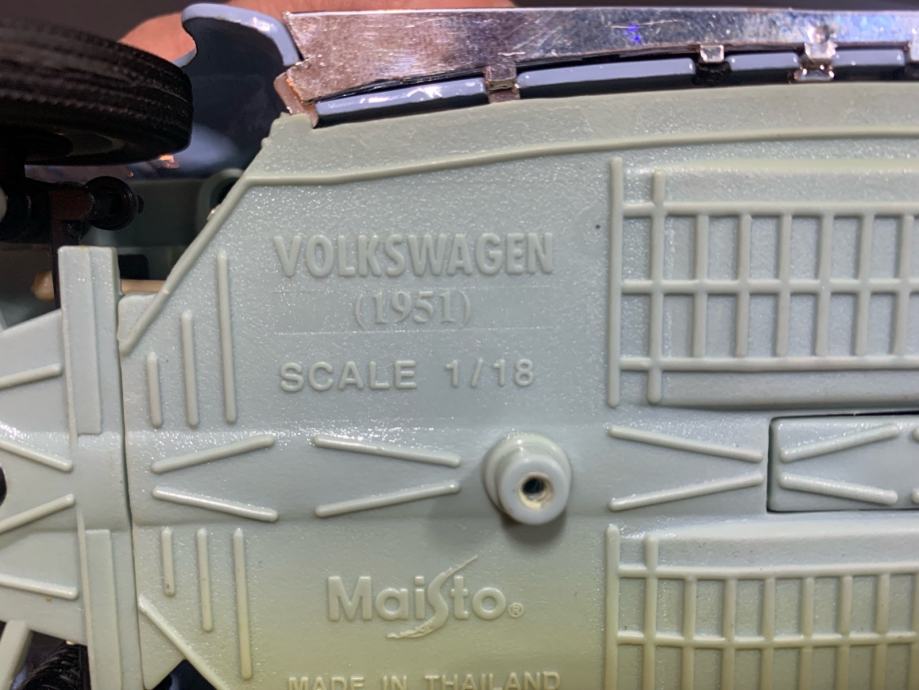 VOLKSWAGEN
(1951)
SCALE 1/18
Maisto®
MADE IN THAILAND